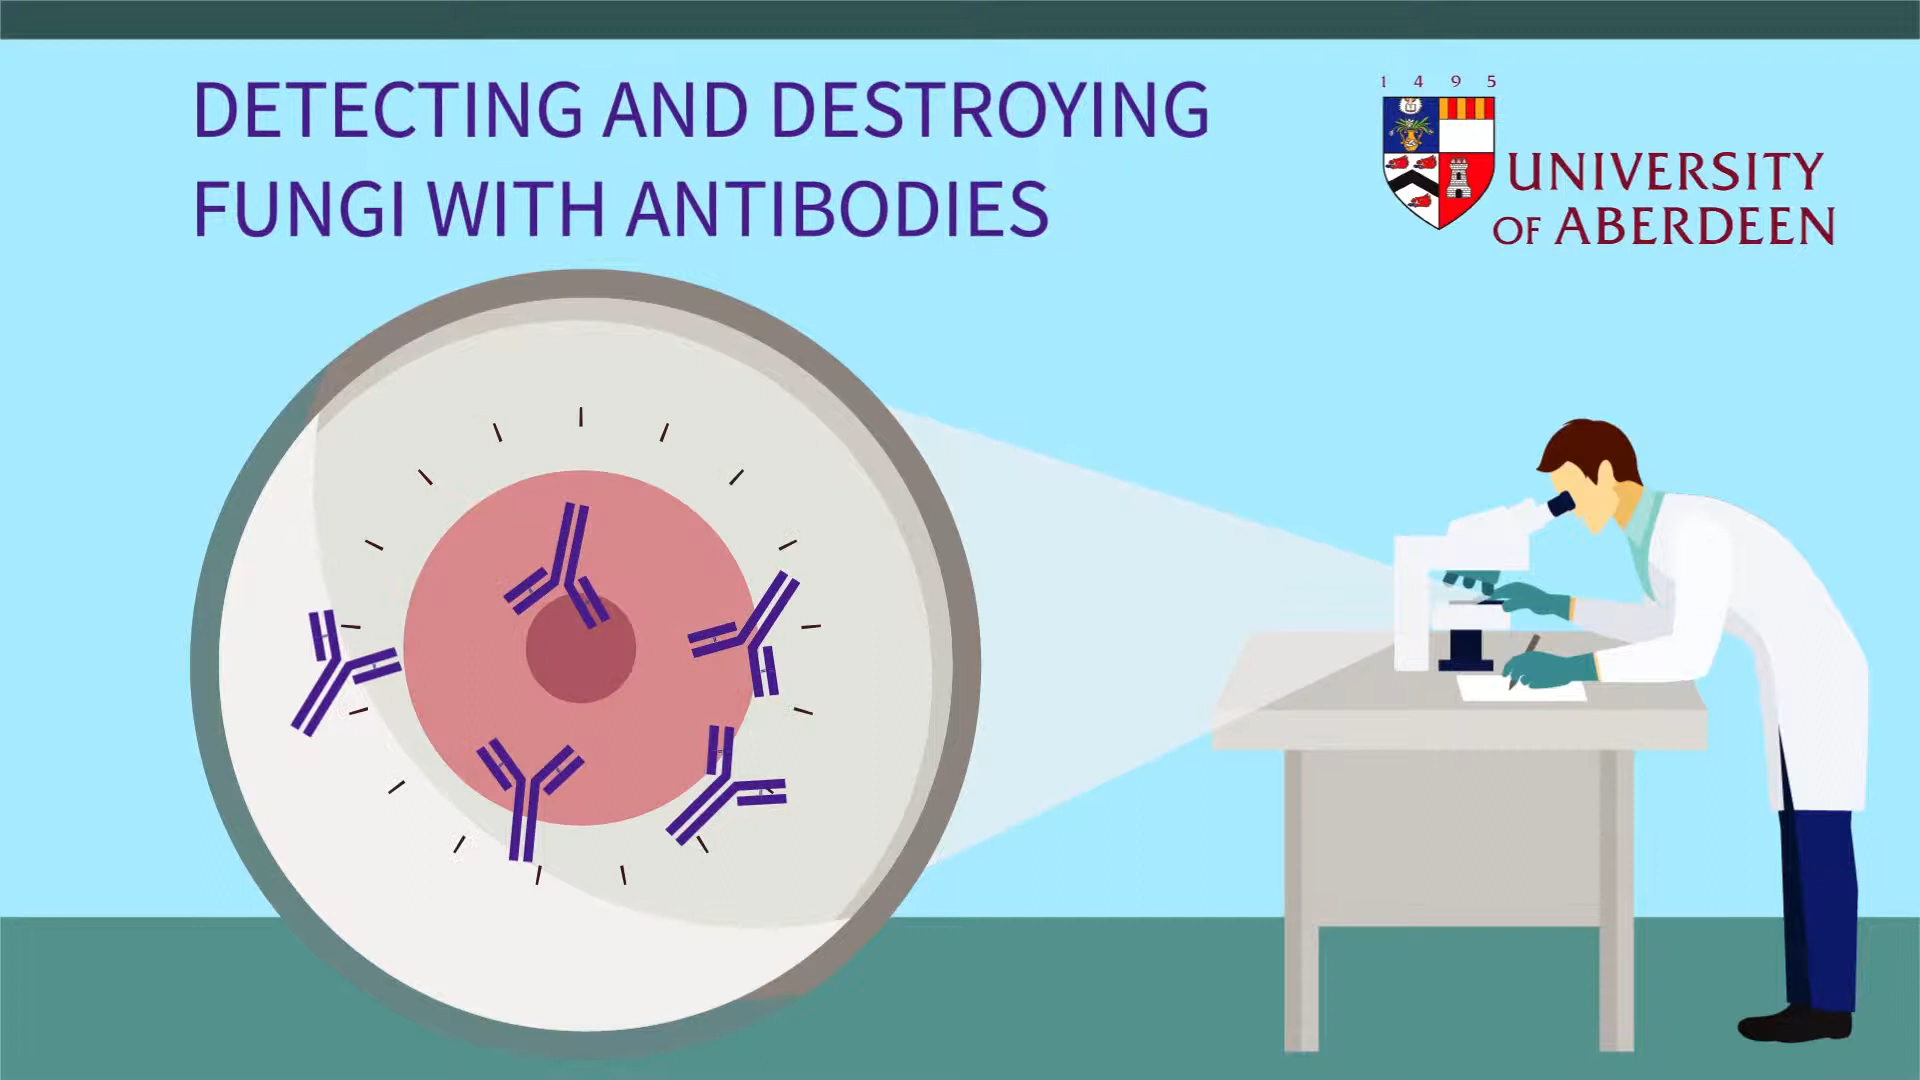 DETECTING AND DESTROYING
FUNGI WITH ANTIBODIES
1 4 9 5
UNIVERSITY
OF ABERDEEN